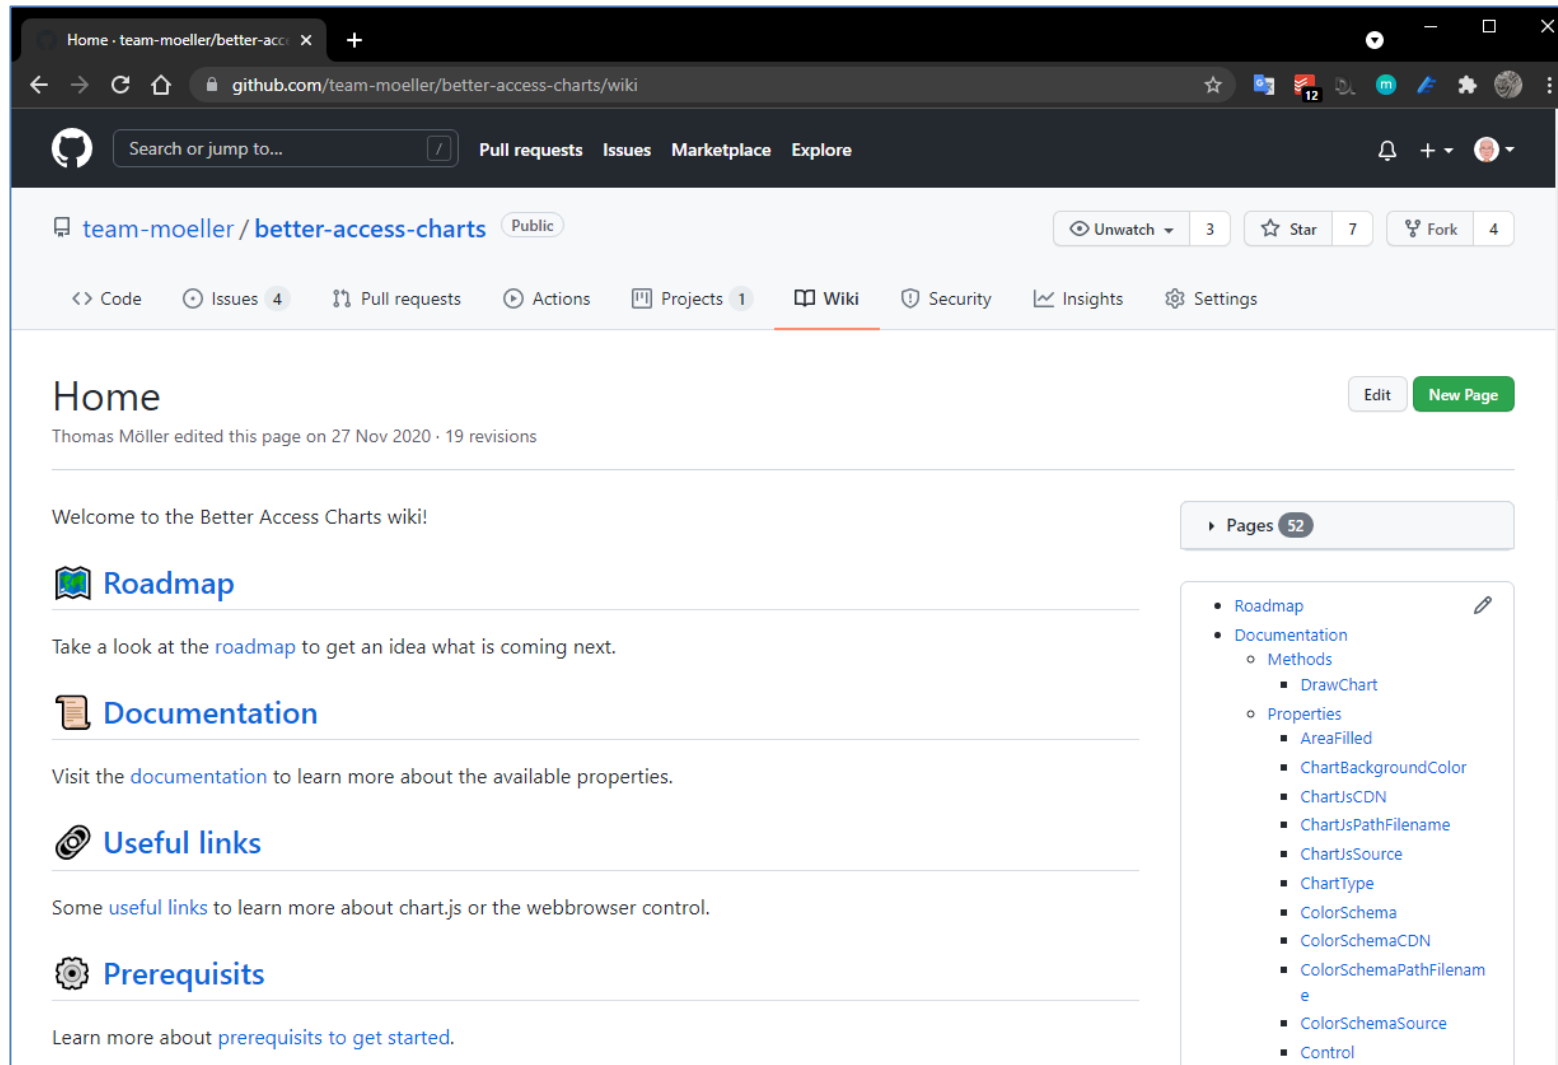 Home · team-moeller/better-acc
github.com/team-moeller/better-access-charts/wiki
12
m
Search or jump to... /
Pull requests Issues Marketplace Explore
team-moeller / better-access-charts Public
Unwatch 3 Star 7 Fork 4
Code Issues 4 Pull requests Actions Projects 1 Wiki Security Insights Settings
Home
Edit New Page
Thomas Möller edited this page on 27 Nov 2020 · 19 revisions
Welcome to the Better Access Charts wiki!
Roadmap
Take a look at the roadmap to get an idea what is coming next.
Documentation
Visit the documentation to learn more about the available properties.
Useful links
Some useful links to learn more about chart.js or the webbrowser control.
Prerequisits
Learn more about prerequisits to get started.
Pages 52
Roadmap
Documentation
Methods
DrawChart
Properties
AreaFilled
ChartBackgroundColor
ChartJsCDN
ChartJsPathFilename
ChartJsSource
ChartType
ColorSchema
ColorSchemaCDN
ColorSchemaPathFilenam
e
ColorSchemaSource
Control